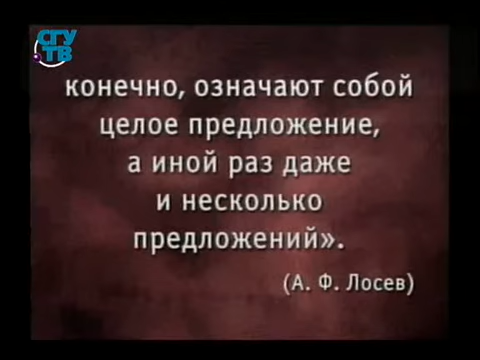 СГУ
ТВ
конечно, означают собой
целое предложение,
а иной раз даже
и несколько
предложений».
(А. Ф. Лосев)